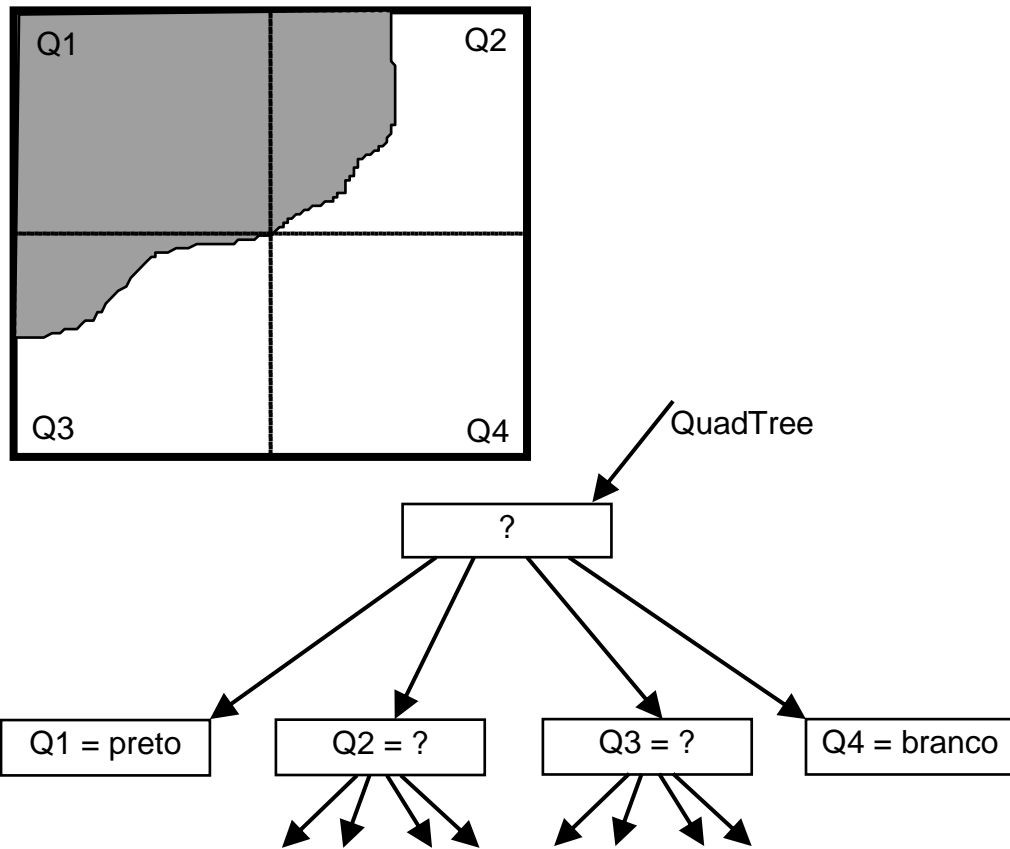 Q1
Q2
Q3
Q4
QuadTree
?
Q1 = preto
Q2 = ?
Q3 = ?
Q4 = branco